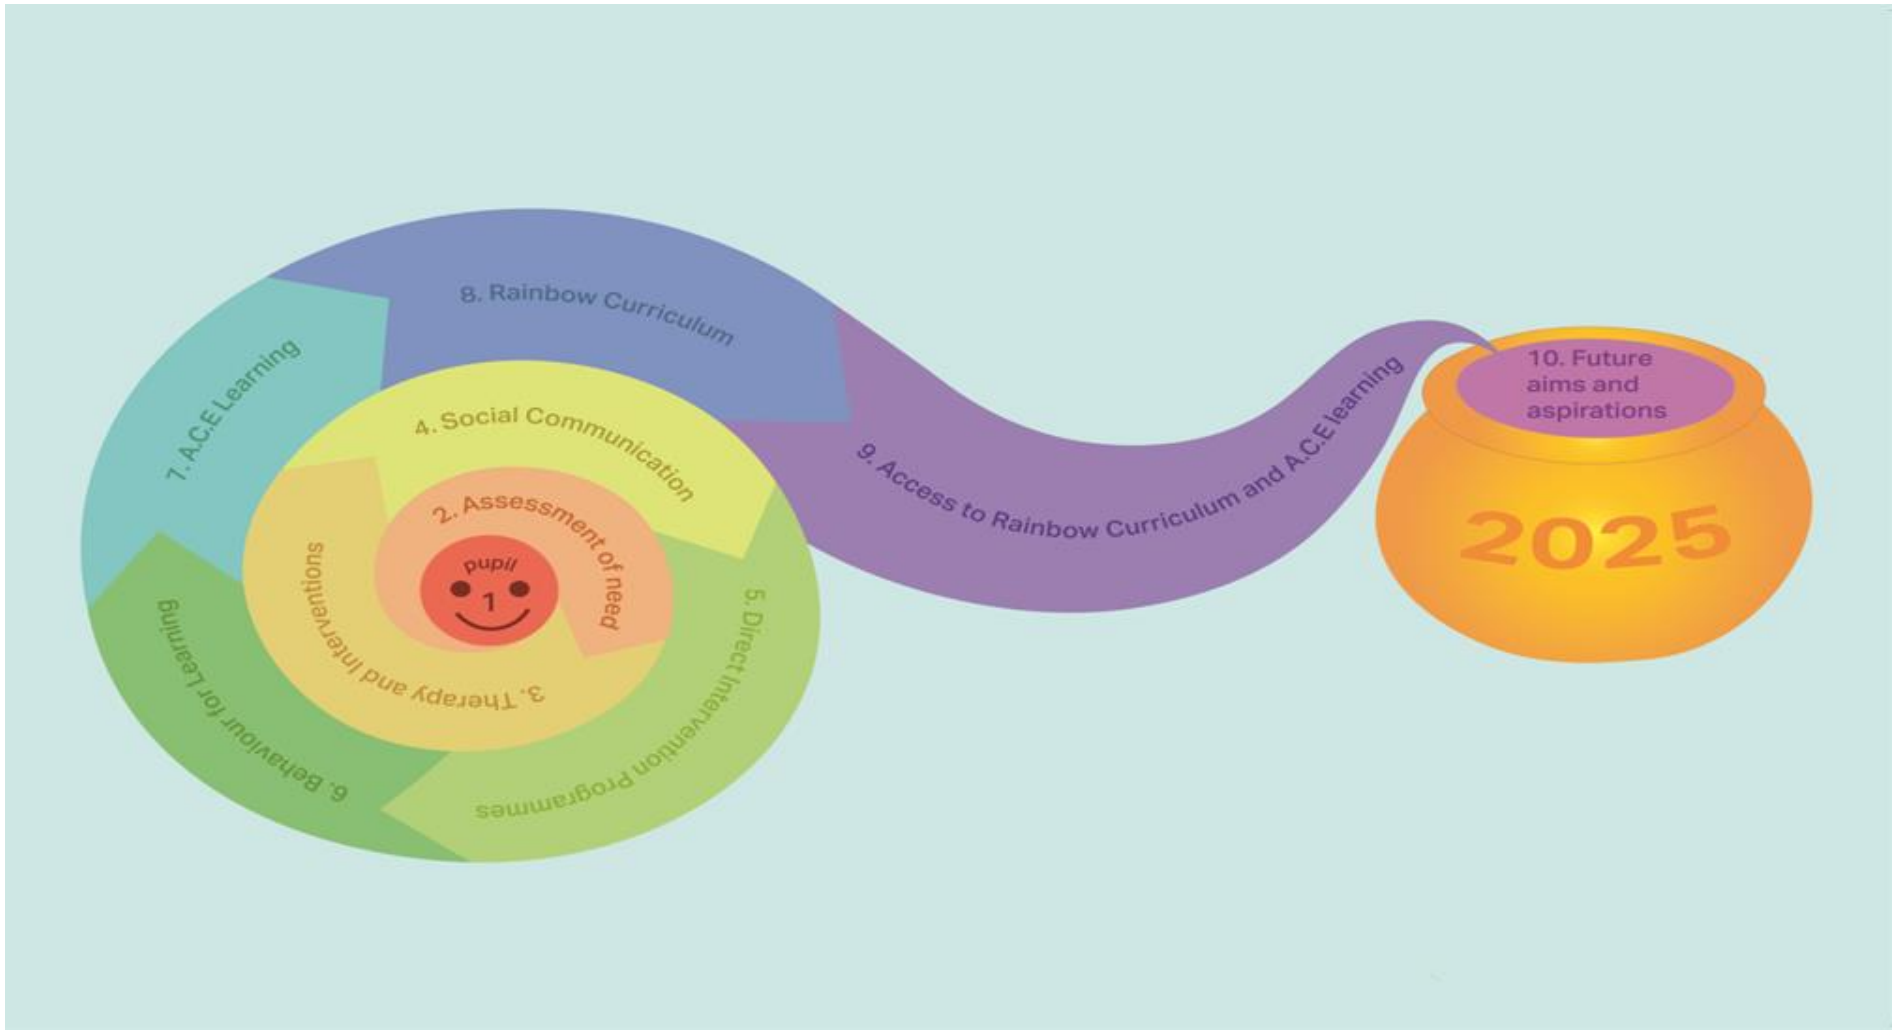 pupil
1
2. Assessment of need
3. Therapy and Interventions
4. Social Communication
5. Direct Intervention Programmes
6. Behaviour for Learning
7. A.C.E Learning
8. Rainbow Curriculum
9. Access to Rainbow Curriculum and A.C.E learning
10. Future
aims and
aspirations
2025